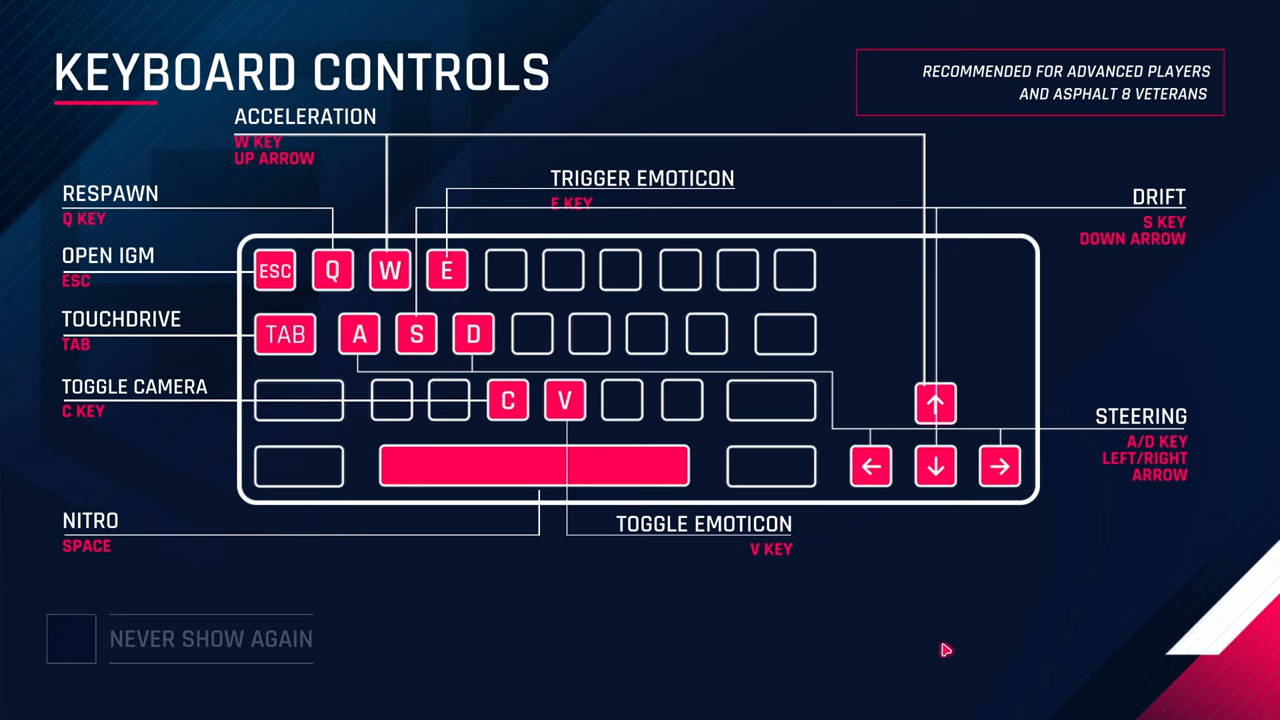 KEYBOARD CONTROLS
RECOMMENDED FOR ADVANCED PLAYERS
AND ASPHALT 8 VETERANS
ACCELERATION
W KEY
UP ARROW
TRIGGER EMOTICON
E KEY
RESPAWN
Q KEY
DRIFT
S KEY
DOWN ARROW
OPEN IGM
ESC
ESC Q W E
TOUCHDRIVE
TAB
TAB A S D
TOGGLE CAMERA
C KEY
C V ↑
STEERING
A/D KEY
LEFT/RIGHT
ARROW
← ↓ →
NITRO
SPACE
TOGGLE EMOTICON
V KEY
NEVER SHOW AGAIN